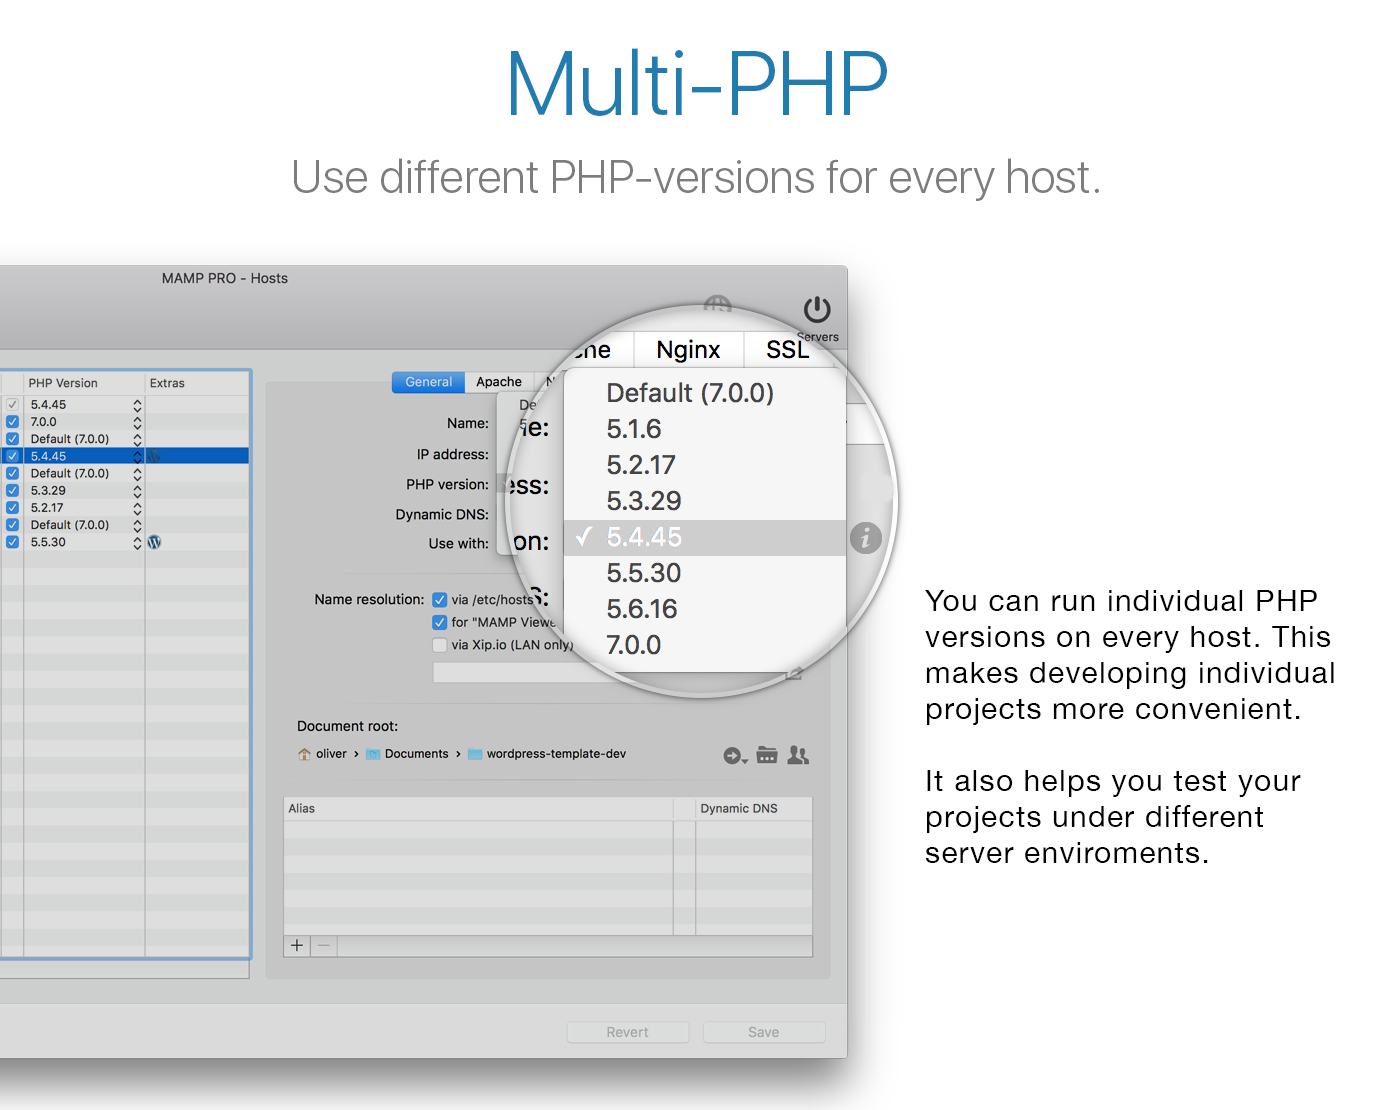 Multi-PHP
Use different PHP-versions for every host.
MAMP PRO - Hosts
Servers
PHP Version Extras
5.4.45
7.0.0
Default (7.0.0)
5.4.45
Default (7.0.0)
5.3.29
5.2.17
Default (7.0.0)
5.5.30
General Apache
Nginx SSL
Default (7.0.0)
5.1.6
5.2.17
5.3.29
✓ 5.4.45
5.5.30
5.6.16
7.0.0
Name:
IP address:
PHP version:
Dynamic DNS:
Use with:
Name resolution: via /etc/hosts
for "MAMP Viewe
via Xip.io (LAN only)
Document root:
oliver › Documents › wordpress-template-dev
Alias Dynamic DNS
+ −
Revert Save
You can run individual PHP
versions on every host. This
makes developing individual
projects more convenient.
It also helps you test your
projects under different
server enviroments.